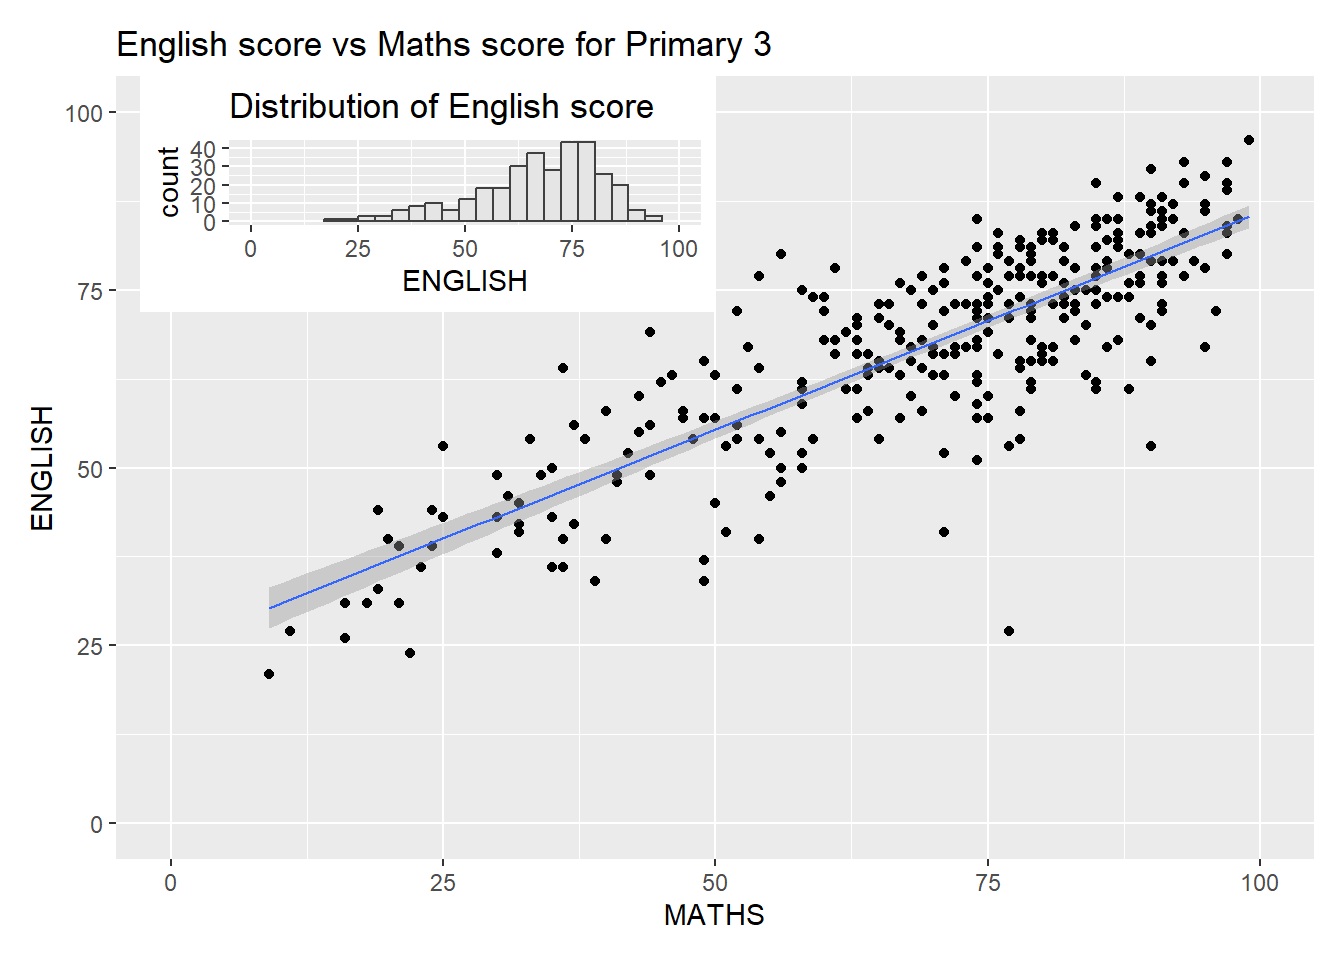 English score vs Maths score for Primary 3
Distribution of English score
count
40
30
20
10
0
0 25 50 75 100
ENGLISH
ENGLISH
100
75
50
25
0
0 25 50 75 100
MATHS